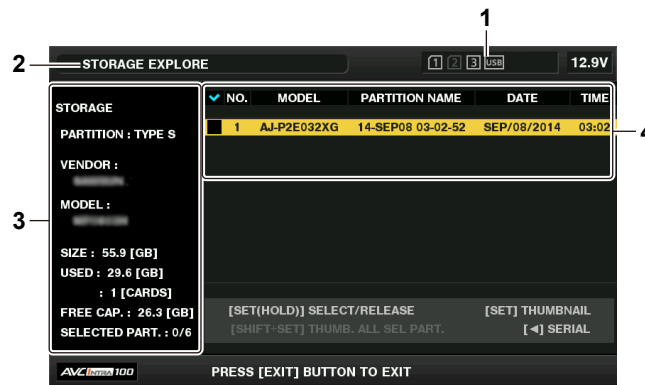 1
2
STORAGE EXPLORE
1 2 3 USB
12.9V
STORAGE
PARTITION : TYPE S
VENDOR :
MODEL :
SIZE : 55.9 [GB]
USED : 29.6 [GB]
: 1 [CARDS]
FREE CAP. : 26.3 [GB]
SELECTED PART. : 0/6
3
NO. MODEL PARTITION NAME DATE TIME
1 AJ-P2E032XG 14-SEP08 03-02-52 SEP/08/2014 03:02
4
[SET(HOLD)] SELECT/RELEASE [SET] THUMBNAIL
[SHIFT+SET] THUMB. ALL SEL PART. [◄] SERIAL
AVC INTRA 100
PRESS [EXIT] BUTTON TO EXIT